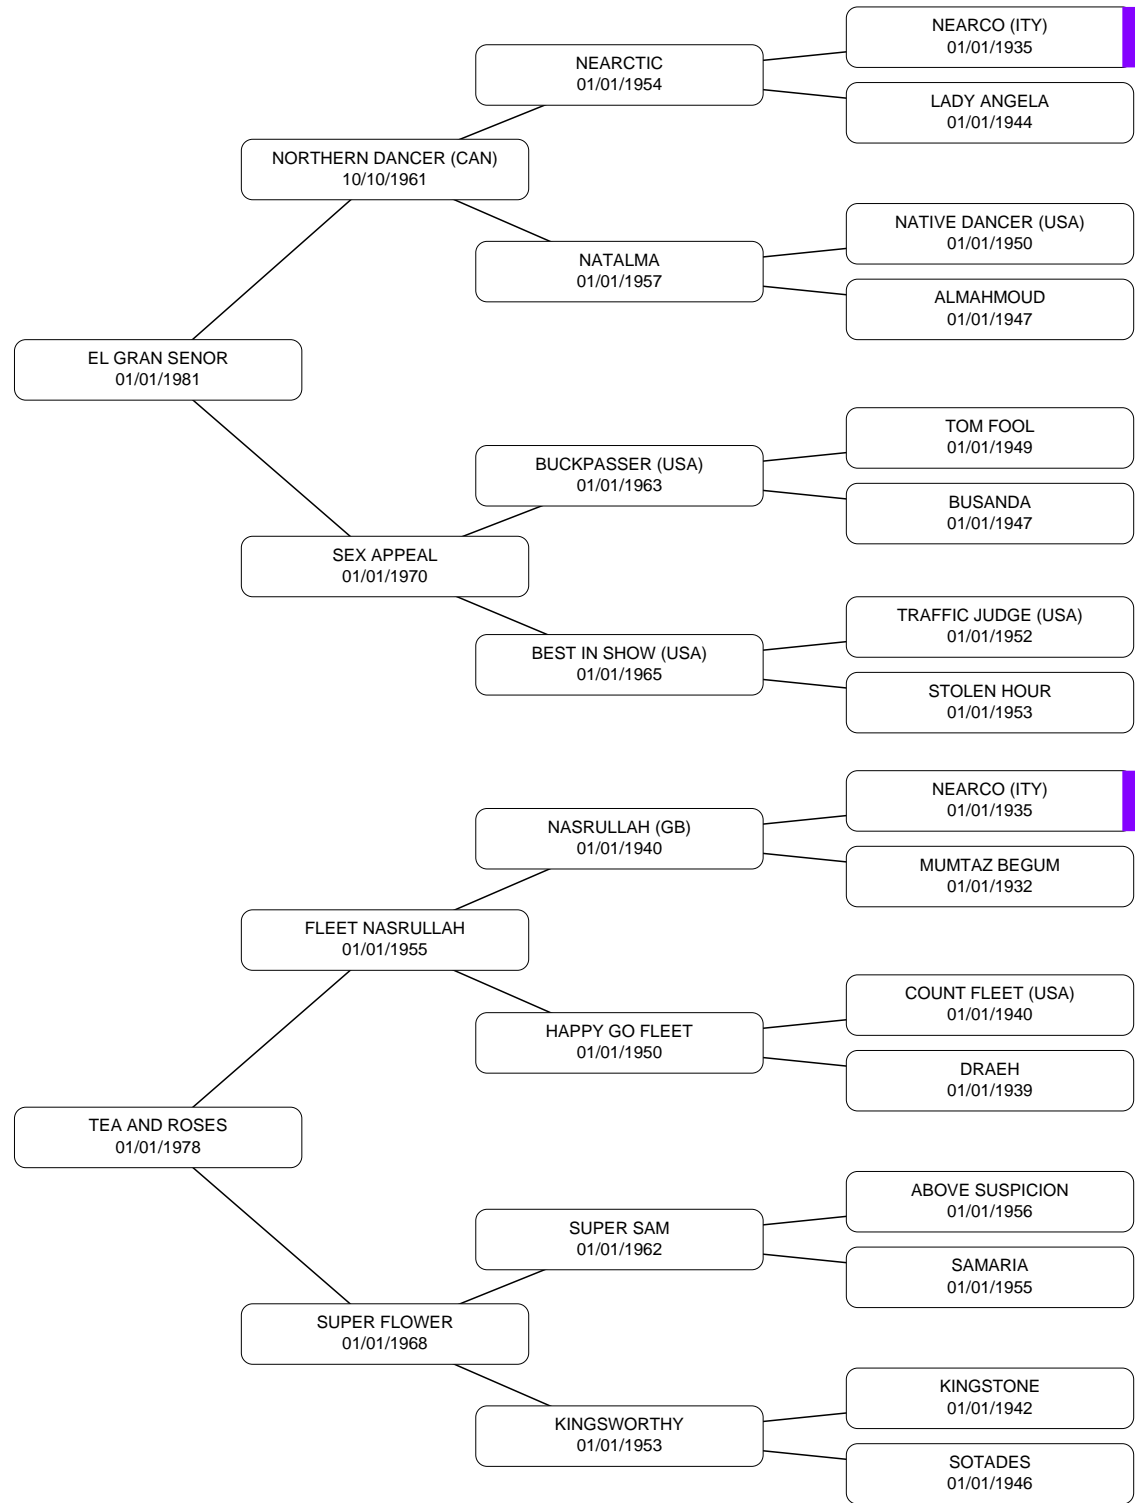 NEARCO (ITY)
01/01/1935
NEARCTIC
01/01/1954
LADY ANGELA
01/01/1944
NORTHERN DANCER (CAN)
10/10/1961
NATIVE DANCER (USA)
01/01/1950
NATALMA
01/01/1957
ALMAHMOUD
01/01/1947
EL GRAN SENOR
01/01/1981
TOM FOOL
01/01/1949
BUCKPASSER (USA)
01/01/1963
BUSANDA
01/01/1947
SEX APPEAL
01/01/1970
TRAFFIC JUDGE (USA)
01/01/1952
BEST IN SHOW (USA)
01/01/1965
STOLEN HOUR
01/01/1953
NEARCO (ITY)
01/01/1935
NASRULLAH (GB)
01/01/1940
MUMTAZ BEGUM
01/01/1932
FLEET NASRULLAH
01/01/1955
COUNT FLEET (USA)
01/01/1940
HAPPY GO FLEET
01/01/1950
DRAEH
01/01/1939
TEA AND ROSES
01/01/1978
ABOVE SUSPICION
01/01/1956
SUPER SAM
01/01/1962
SAMARIA
01/01/1955
SUPER FLOWER
01/01/1968
KINGSTONE
01/01/1942
KINGSWORTHY
01/01/1953
SOTADES
01/01/1946